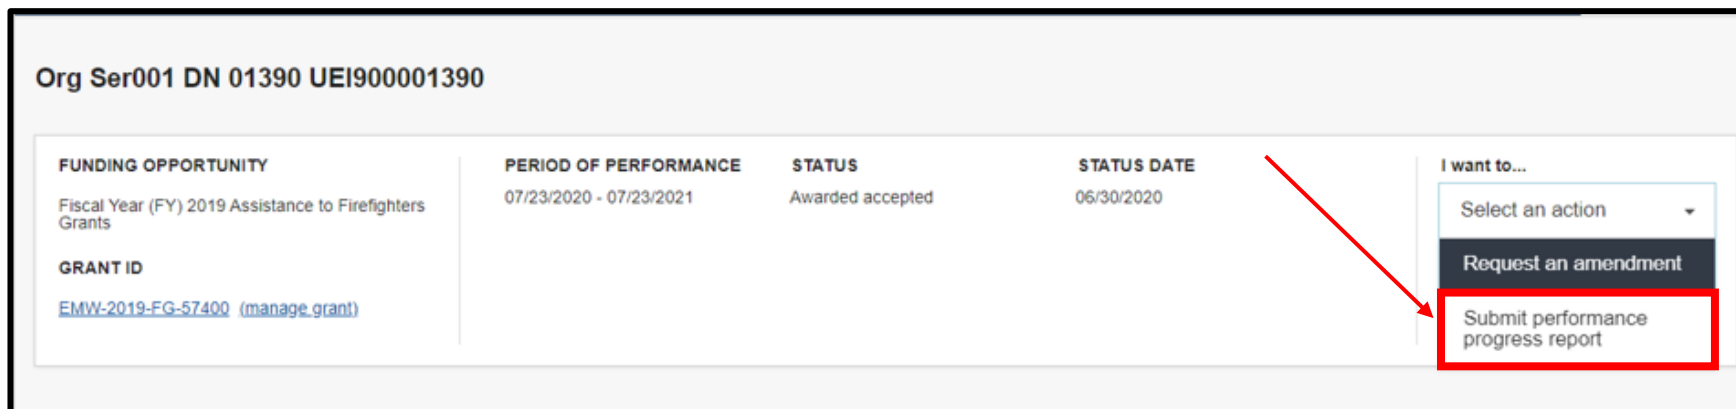 Org Ser001 DN 01390 UEI900001390
FUNDING OPPORTUNITY
Fiscal Year (FY) 2019 Assistance to Firefighters
Grants
GRANT ID
EMW-2019-FG-57400 (manage grant)
PERIOD OF PERFORMANCE
07/23/2020 - 07/23/2021
STATUS
Awarded accepted
STATUS DATE
06/30/2020
I want to...
Select an action
Request an amendment
Submit performance
progress report